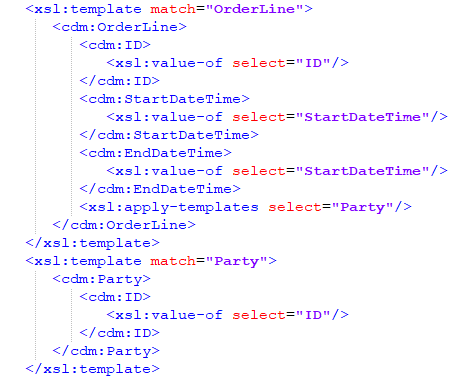 <xsl:template match="OrderLine">
<cdm:OrderLine>
<cdm:ID>
<xsl:value-of select="ID"/>
</cdm:ID>
<cdm:StartDateTime>
<xsl:value-of select="StartDateTime"/>
</cdm:StartDateTime>
<cdm:EndDateTime>
<xsl:value-of select="StartDateTime"/>
</cdm:EndDateTime>
<xsl:apply-templates select="Party"/>
</cdm:OrderLine>
</xsl:template>
<xsl:template match="Party">
<cdm:Party>
<cdm:ID>
<xsl:value-of select="ID"/>
</cdm:ID>
</cdm:Party>
</xsl:template>